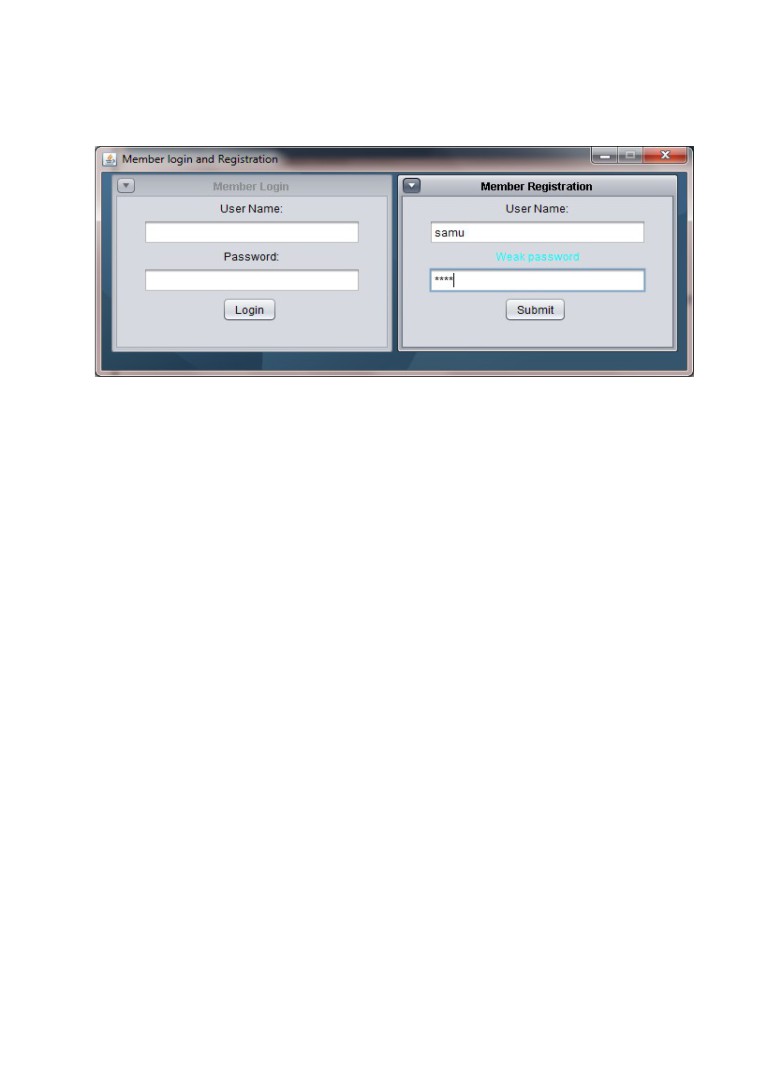 Member login and Registration
Member Login
User Name:
Password:
Login
Member Registration
User Name:
samu
Weak password
****
Submit